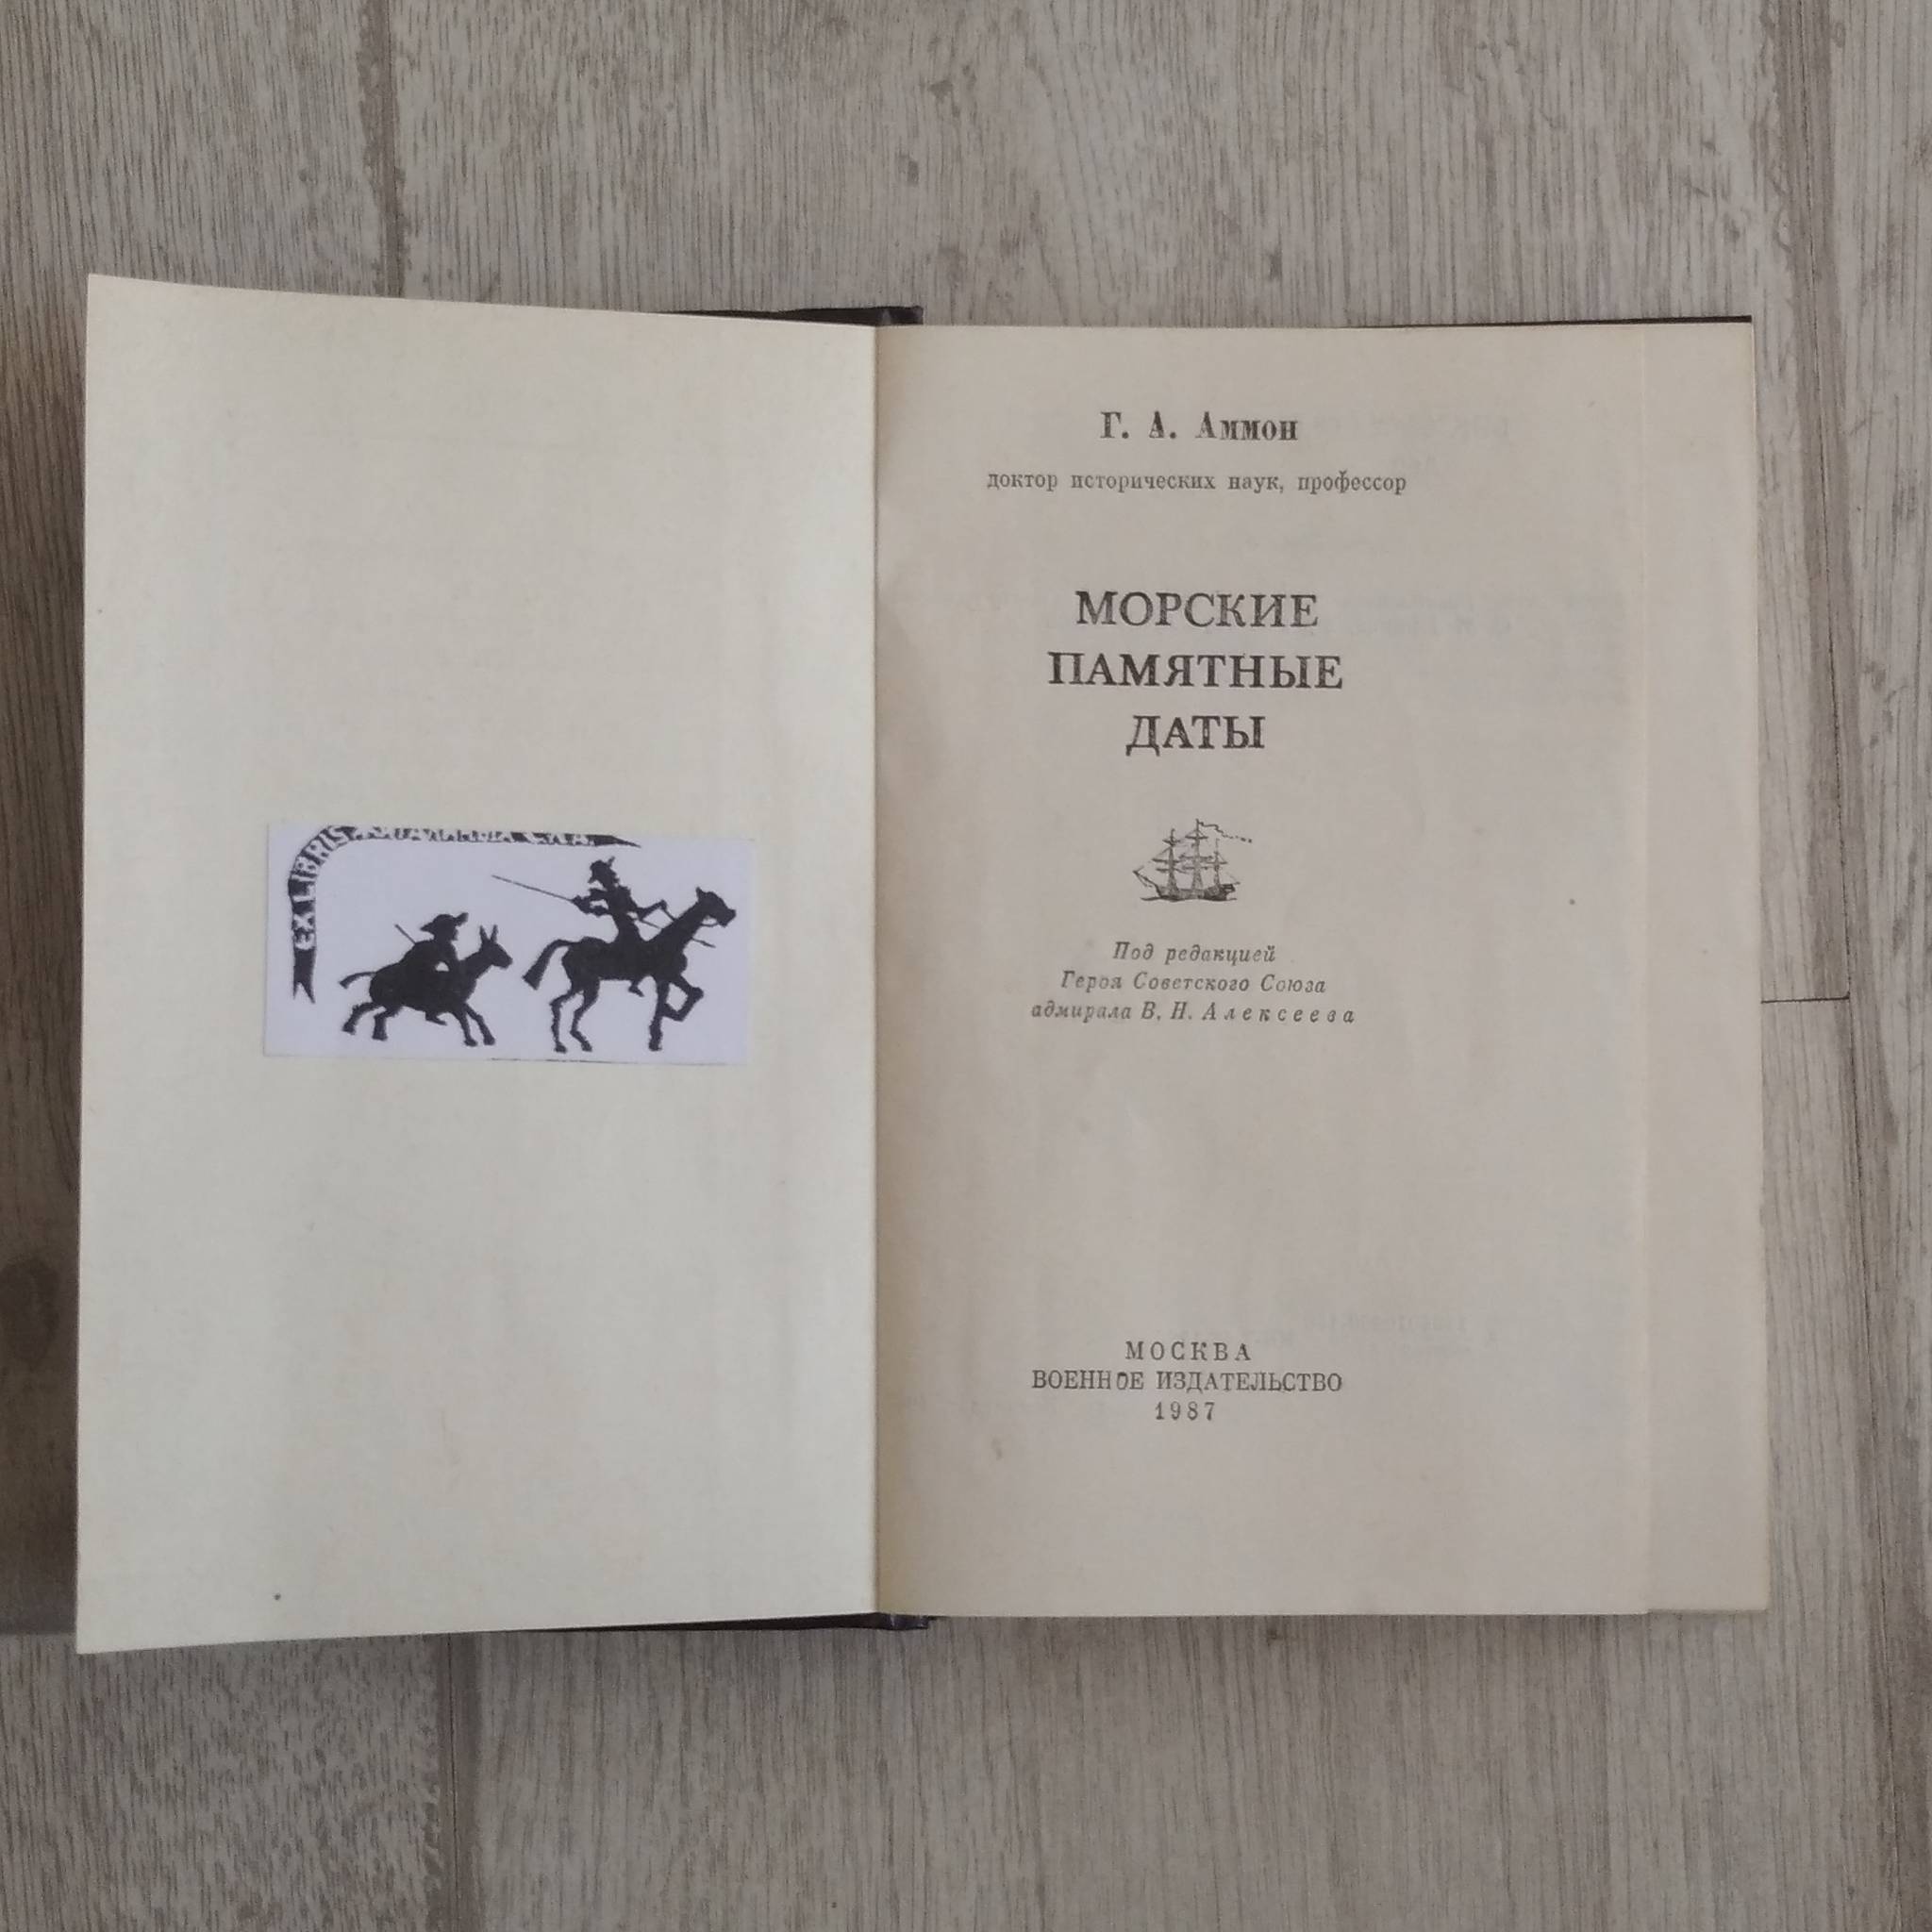 EX LIBRIS
Г. А. Аммон
доктор исторических наук, профессор
МОРСКИЕ
ПАМЯТНЫЕ
ДАТЫ
Под редакцией
Героя Советского Союза
адмирала В. Н. Алексеева
МОСКВА
ВОЕННОЕ ИЗДАТЕЛЬСТВО
1987